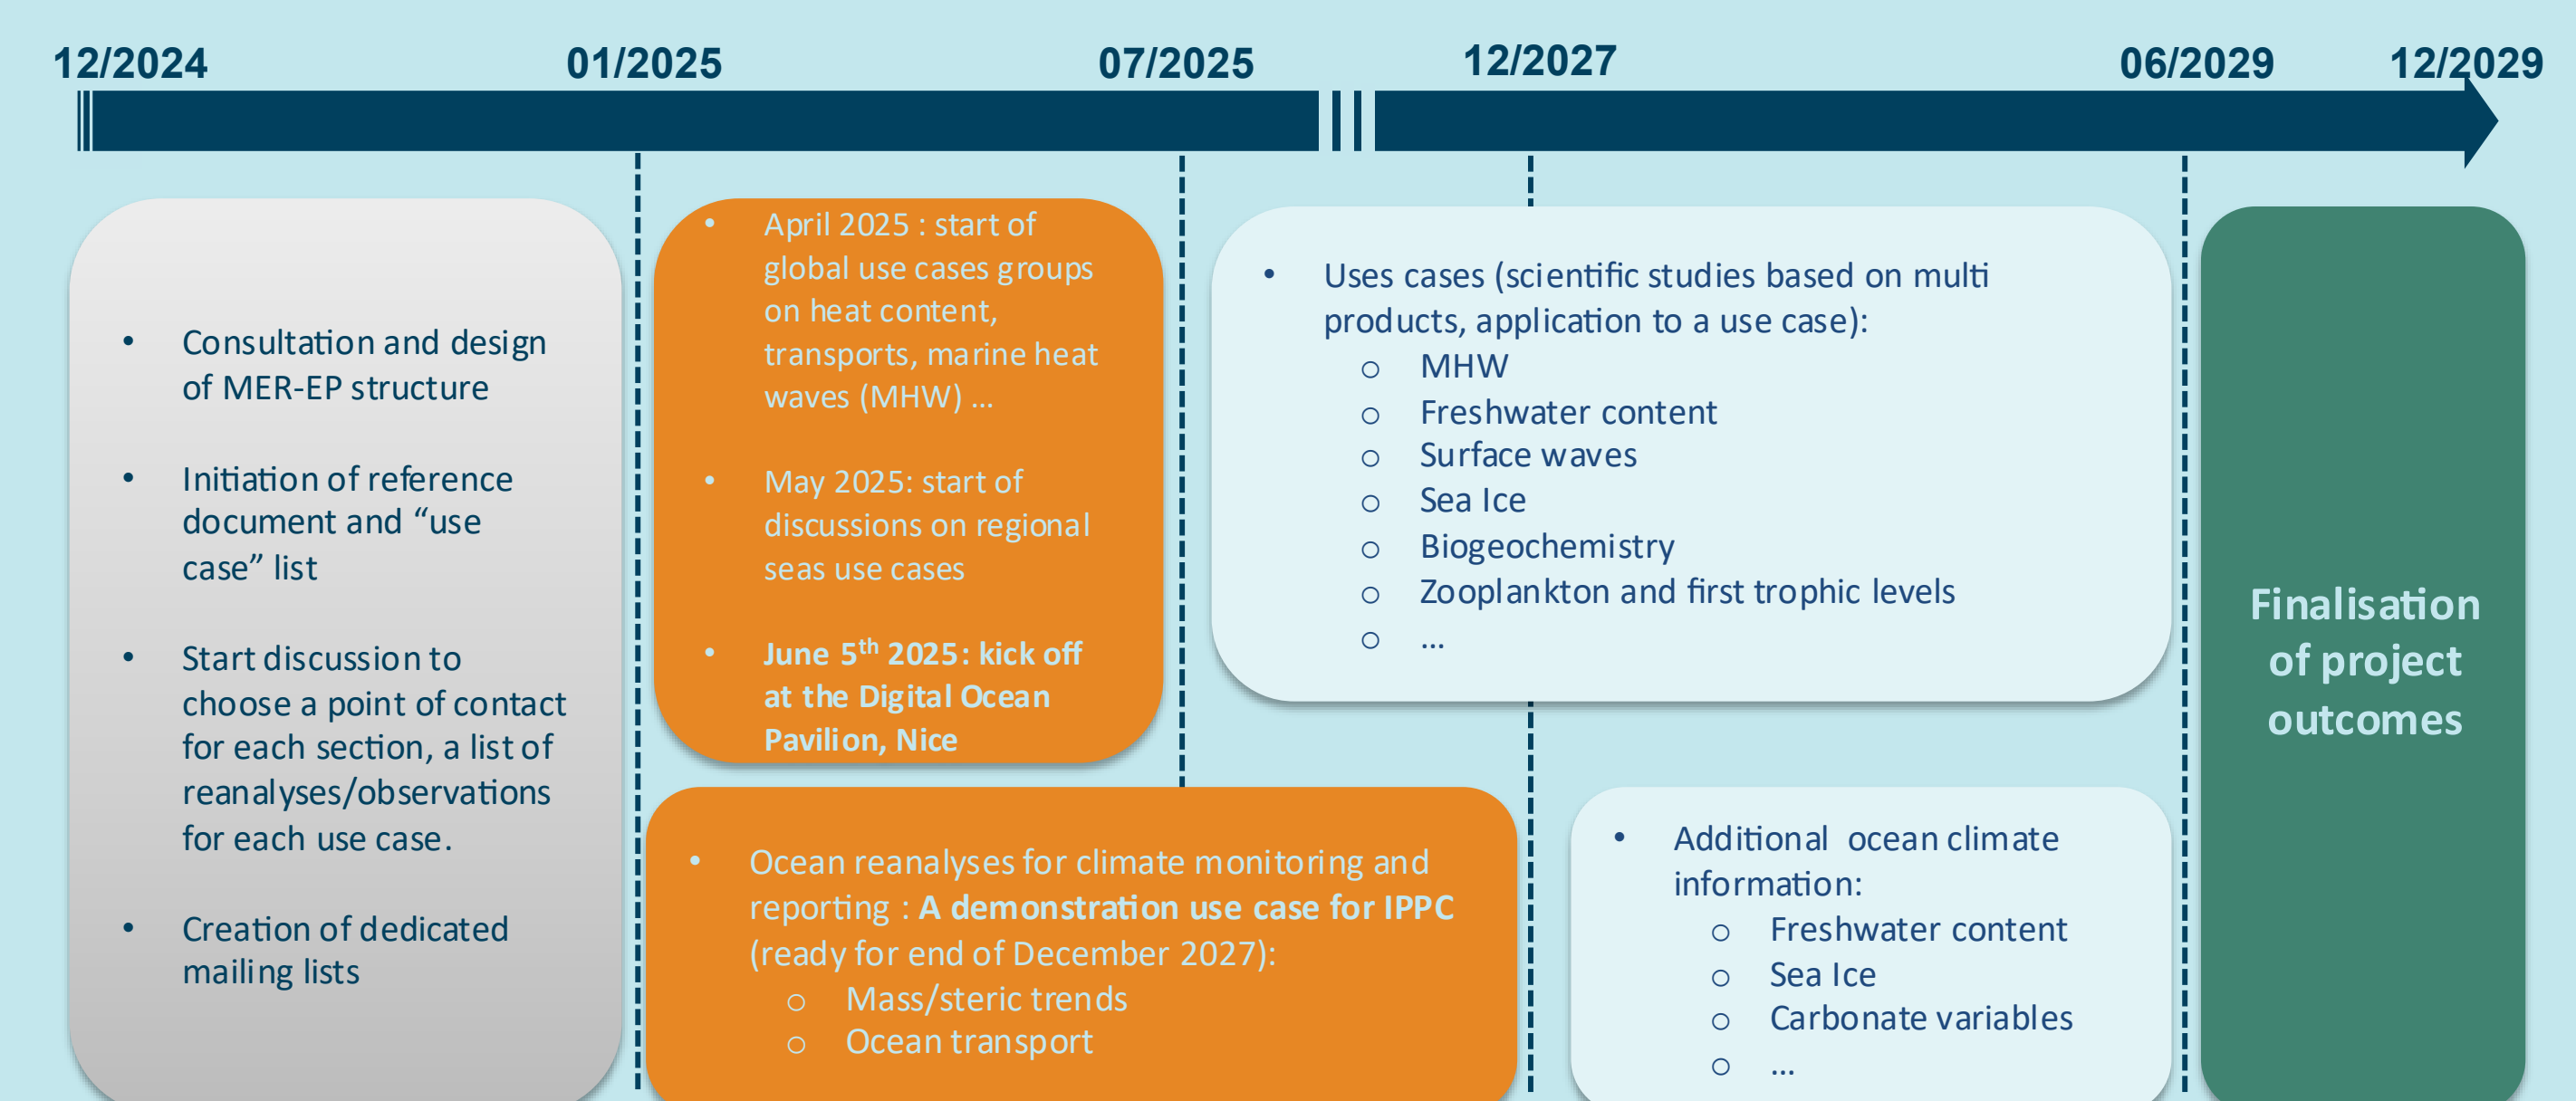 12/2024
01/2025
07/2025
12/2027
06/2029
12/2029
• Consultation and design
of MER-EP structure
• Initiation of reference
document and “use
case” list
• Start discussion to
choose a point of contact
for each section, a list of
reanalyses/observations
for each use case.
• Creation of dedicated
mailing lists
• April 2025 : start of
global use cases groups
on heat content,
transports, marine heat
waves (MHW) ...
• May 2025: start of
discussions on regional
seas use cases
• June 5th 2025: kick off
at the Digital Ocean
Pavilion, Nice
• Ocean reanalyses for climate monitoring and
reporting : A demonstration use case for IPPC
(ready for end of December 2027):
o Mass/steric trends
o Ocean transport
• Uses cases (scientific studies based on multi
products, application to a use case):
o MHW
o Freshwater content
o Surface waves
o Sea Ice
o Biogeochemistry
o Zooplankton and first trophic levels
o ...
• Additional ocean climate
information:
o Freshwater content
o Sea Ice
o Carbonate variables
o ...
Finalisation
of project
outcomes